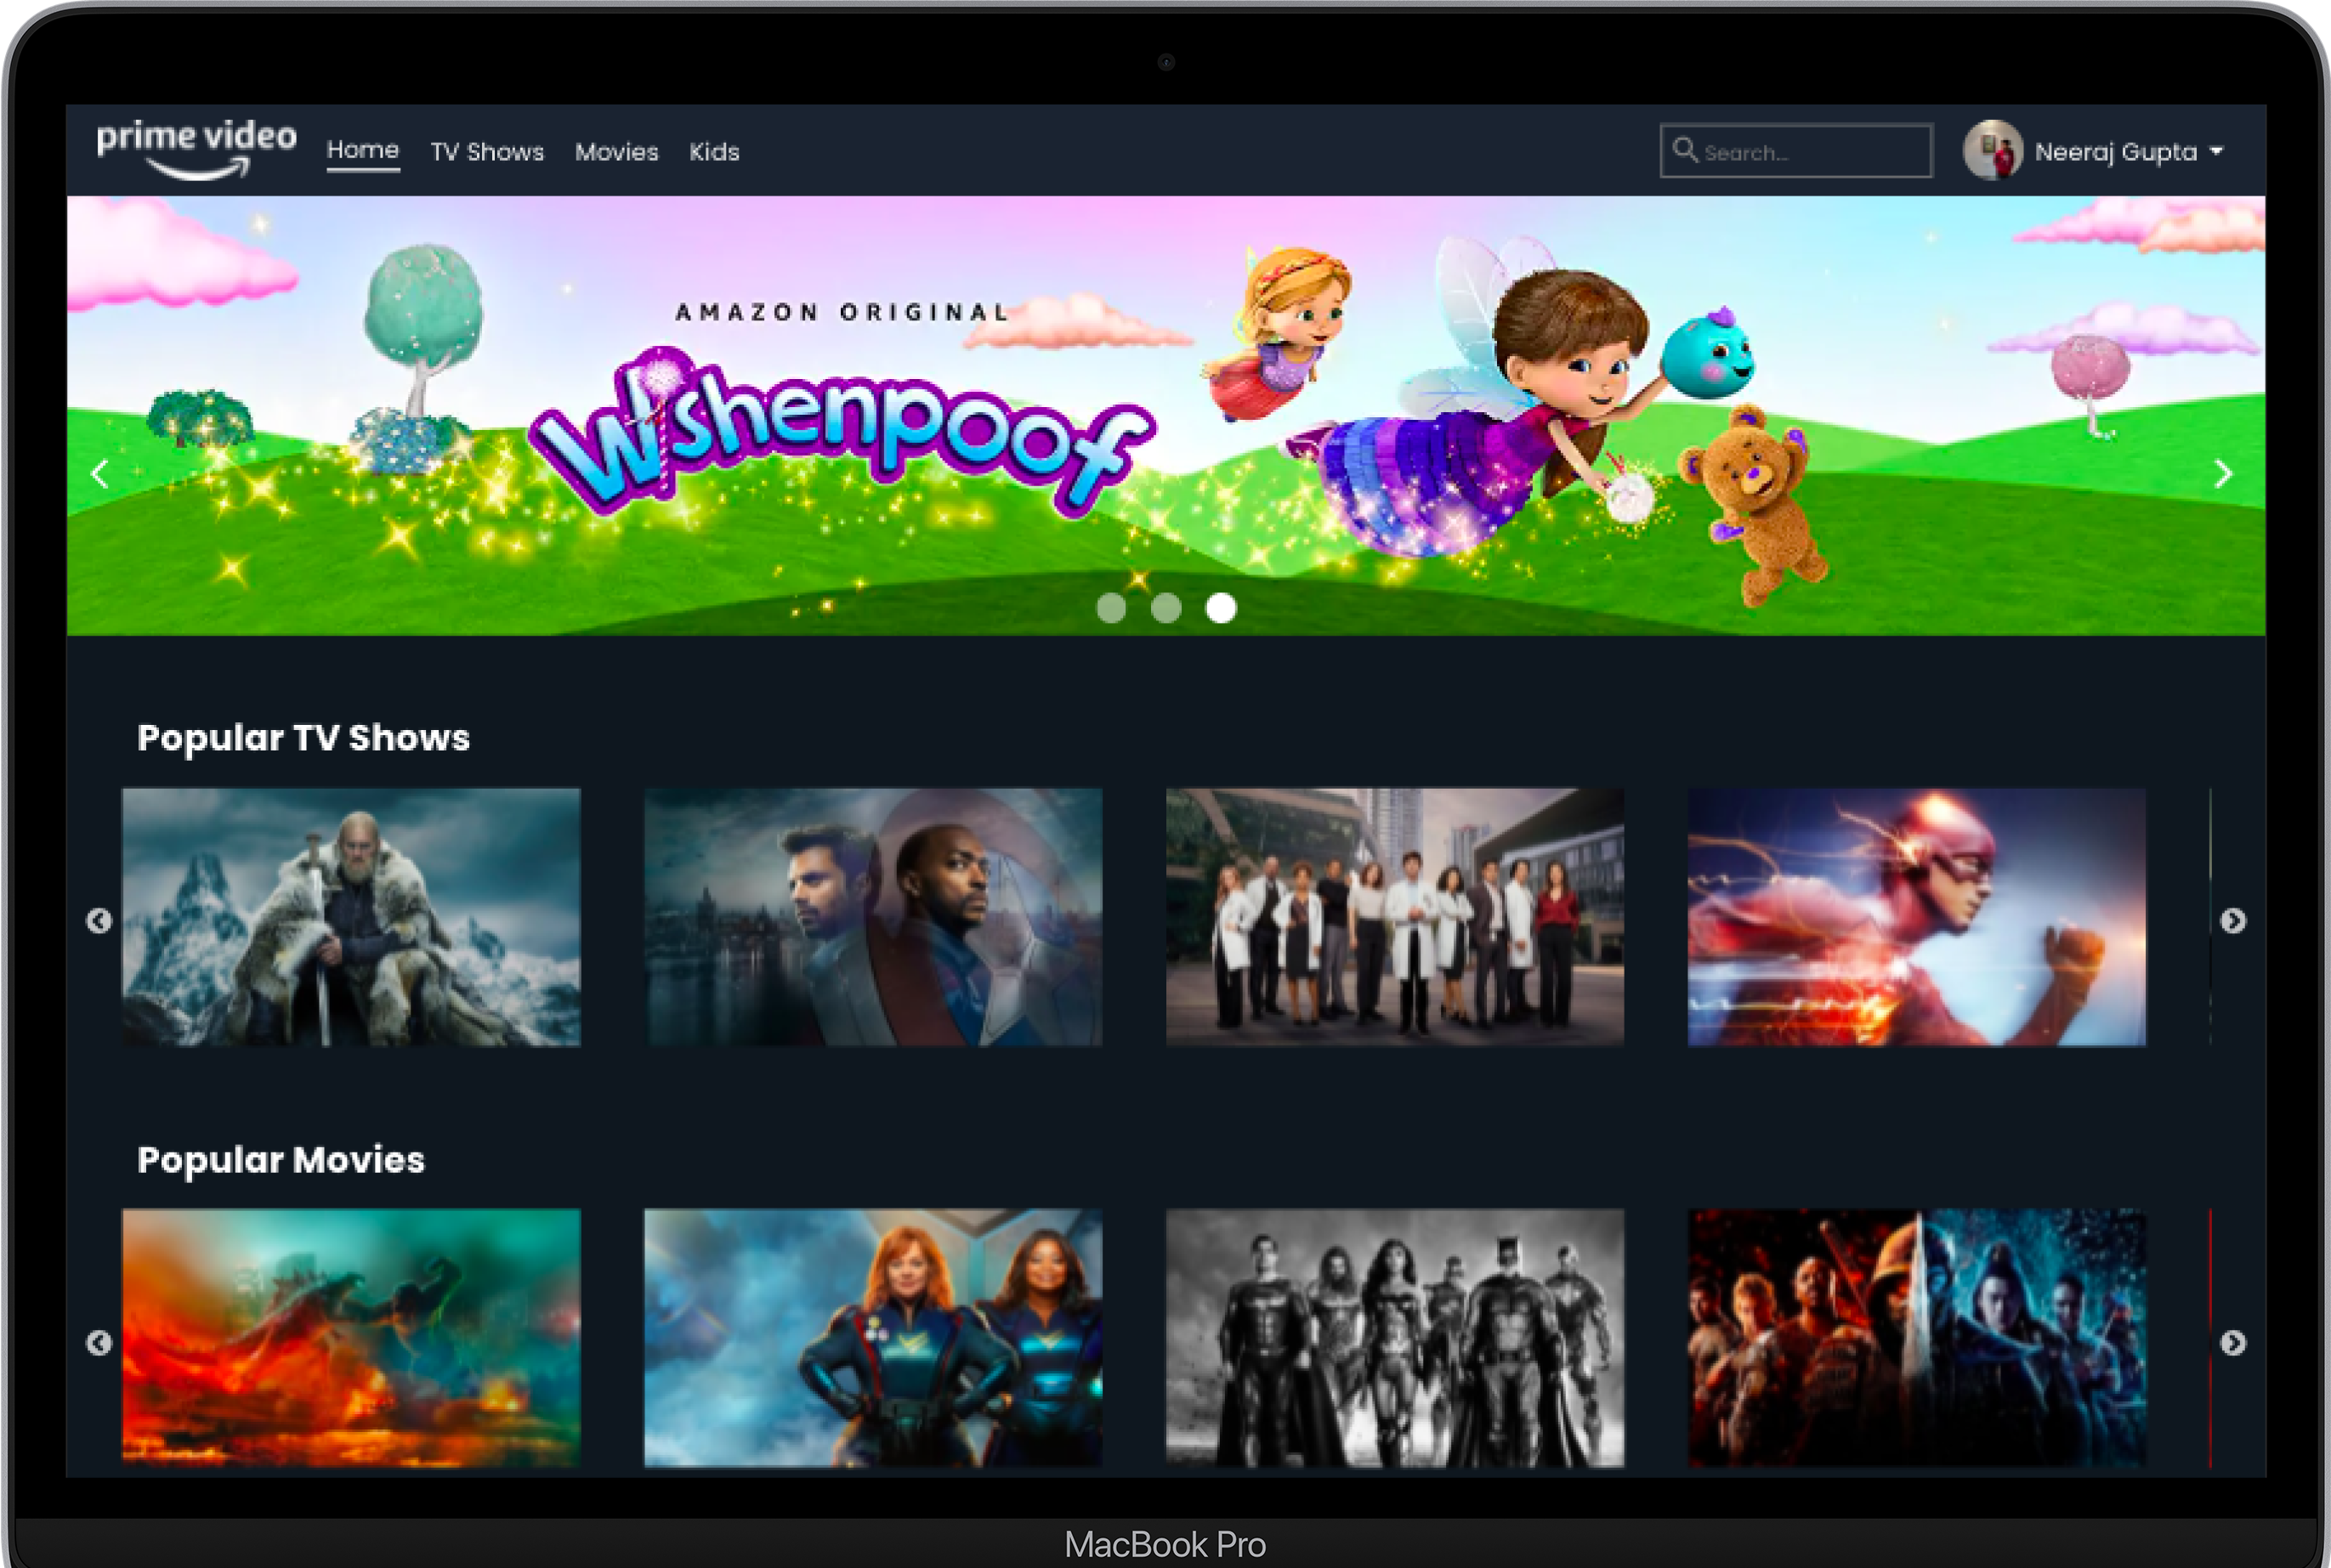 prime video
Home TV Shows Movies Kids
Search...
Neeraj Gupta
AMAZON ORIGINAL
Wishenpoof
Popular TV Shows
Popular Movies
MacBook Pro